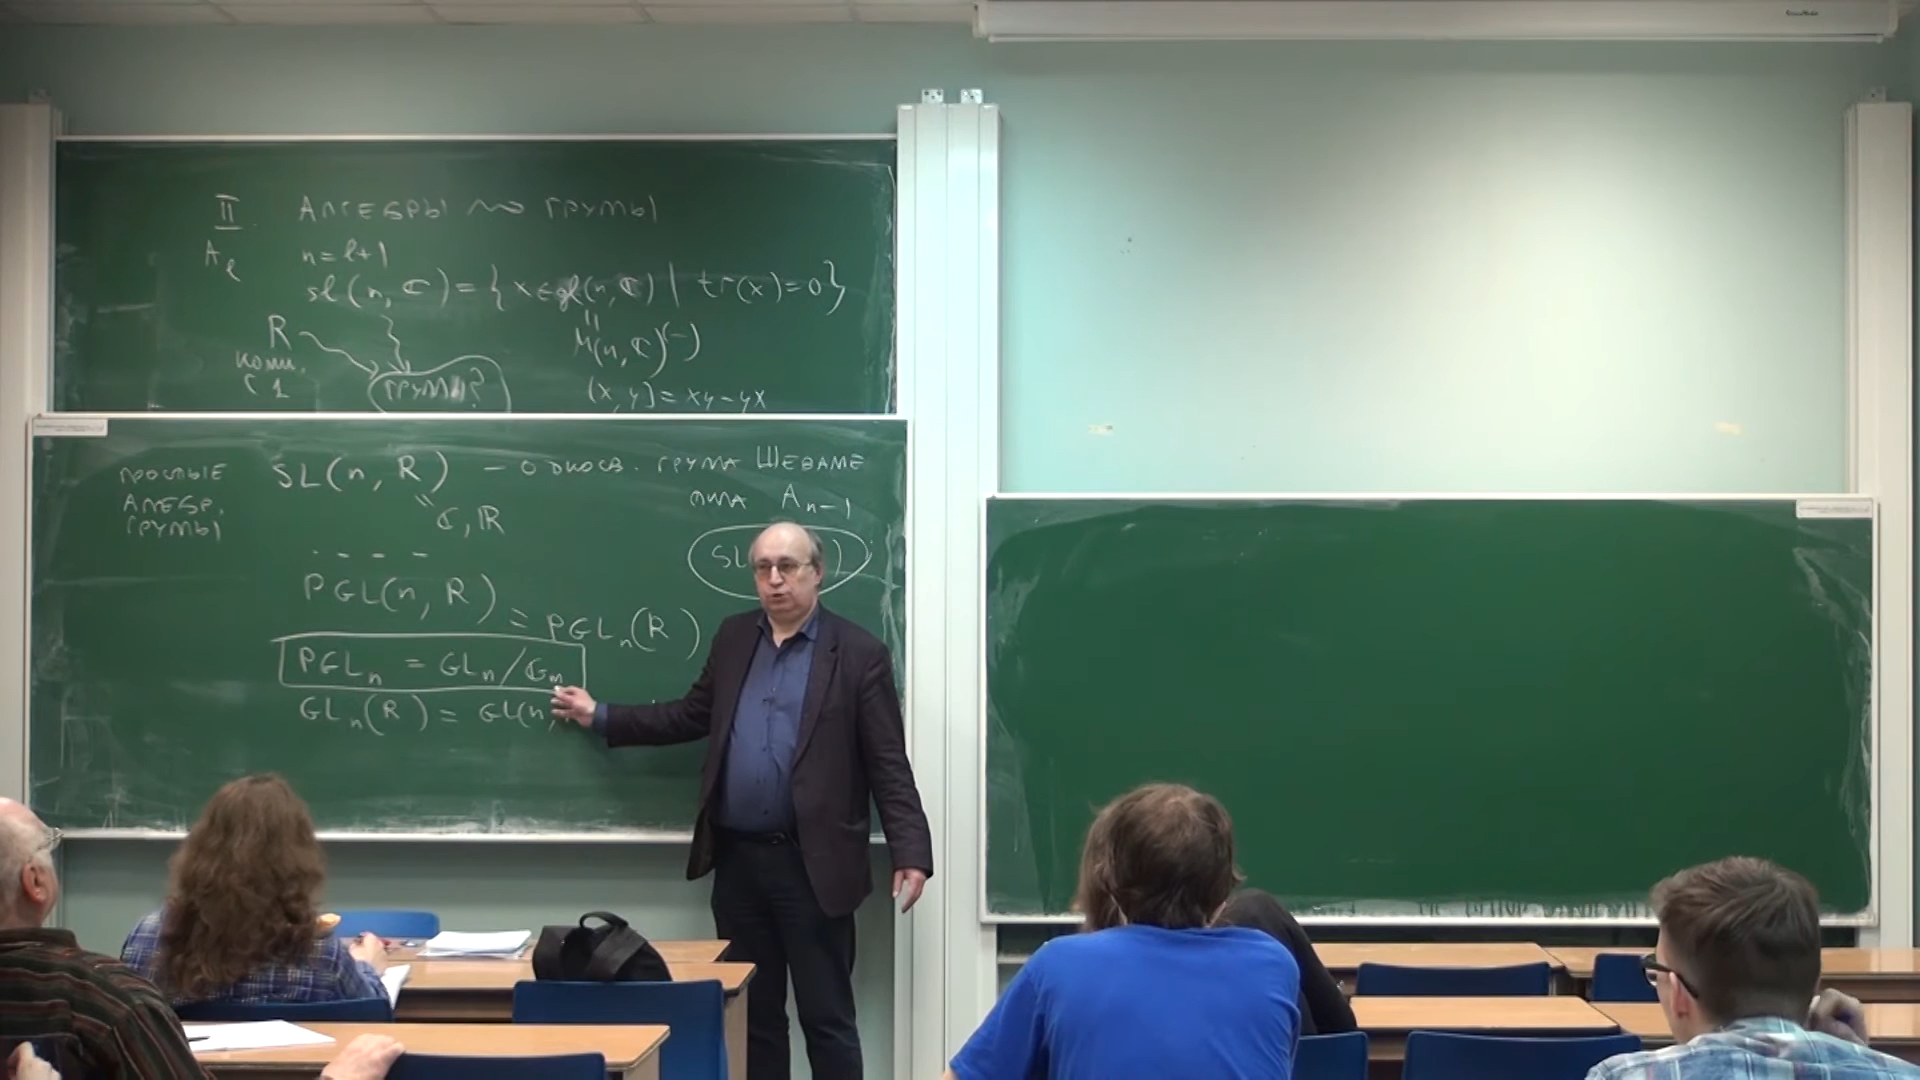 II. Алгебры ⇝ группы
A_ℓ n = ℓ+1
sl(n, ℂ) = { x ∈ gl(n, ℂ) | tr(x) = 0 }
R
комм.
с 1
группы?
M(n, ℂ)^(-)
[x, y] = xy - yx
простые
алгебр.
группы
SL(n, R) - односв. группа Шевалле
типа A_{n-1}
ℂ, ℝ
SL
PGL(n, R) = PGL_n(R)
PGL_n = GL_n / 𝔾_m
GL_n(R) = GL(n,